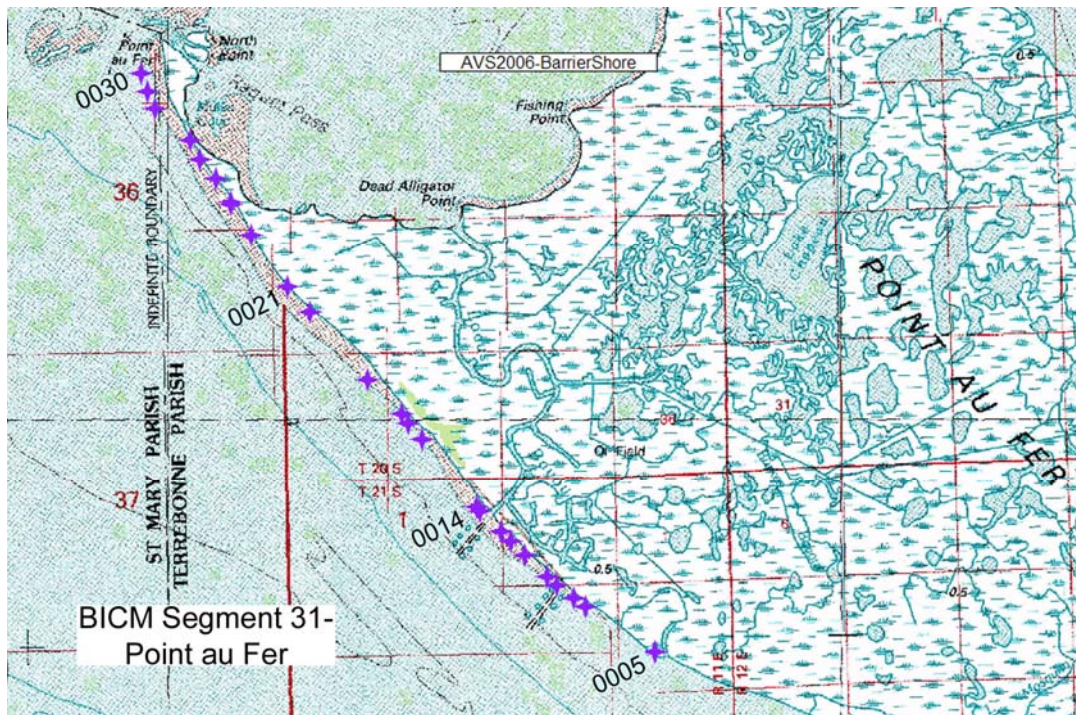 Point
au Fer
North
Point
AVS2006-BarrierShore
0.5
0030
Fishing
Point
36
Dead Alligator
Point
INDEFINITE BOUNDARY
0021
POINT AU FER
31
36
Oil Field
T 20 S
T 21 S
ST MARY PARISH
TERREBONNE PARISH
37
1
6
0014
0.5
0.5
BICM Segment 31-
Point au Fer
0005
R 11 E
R 12 E